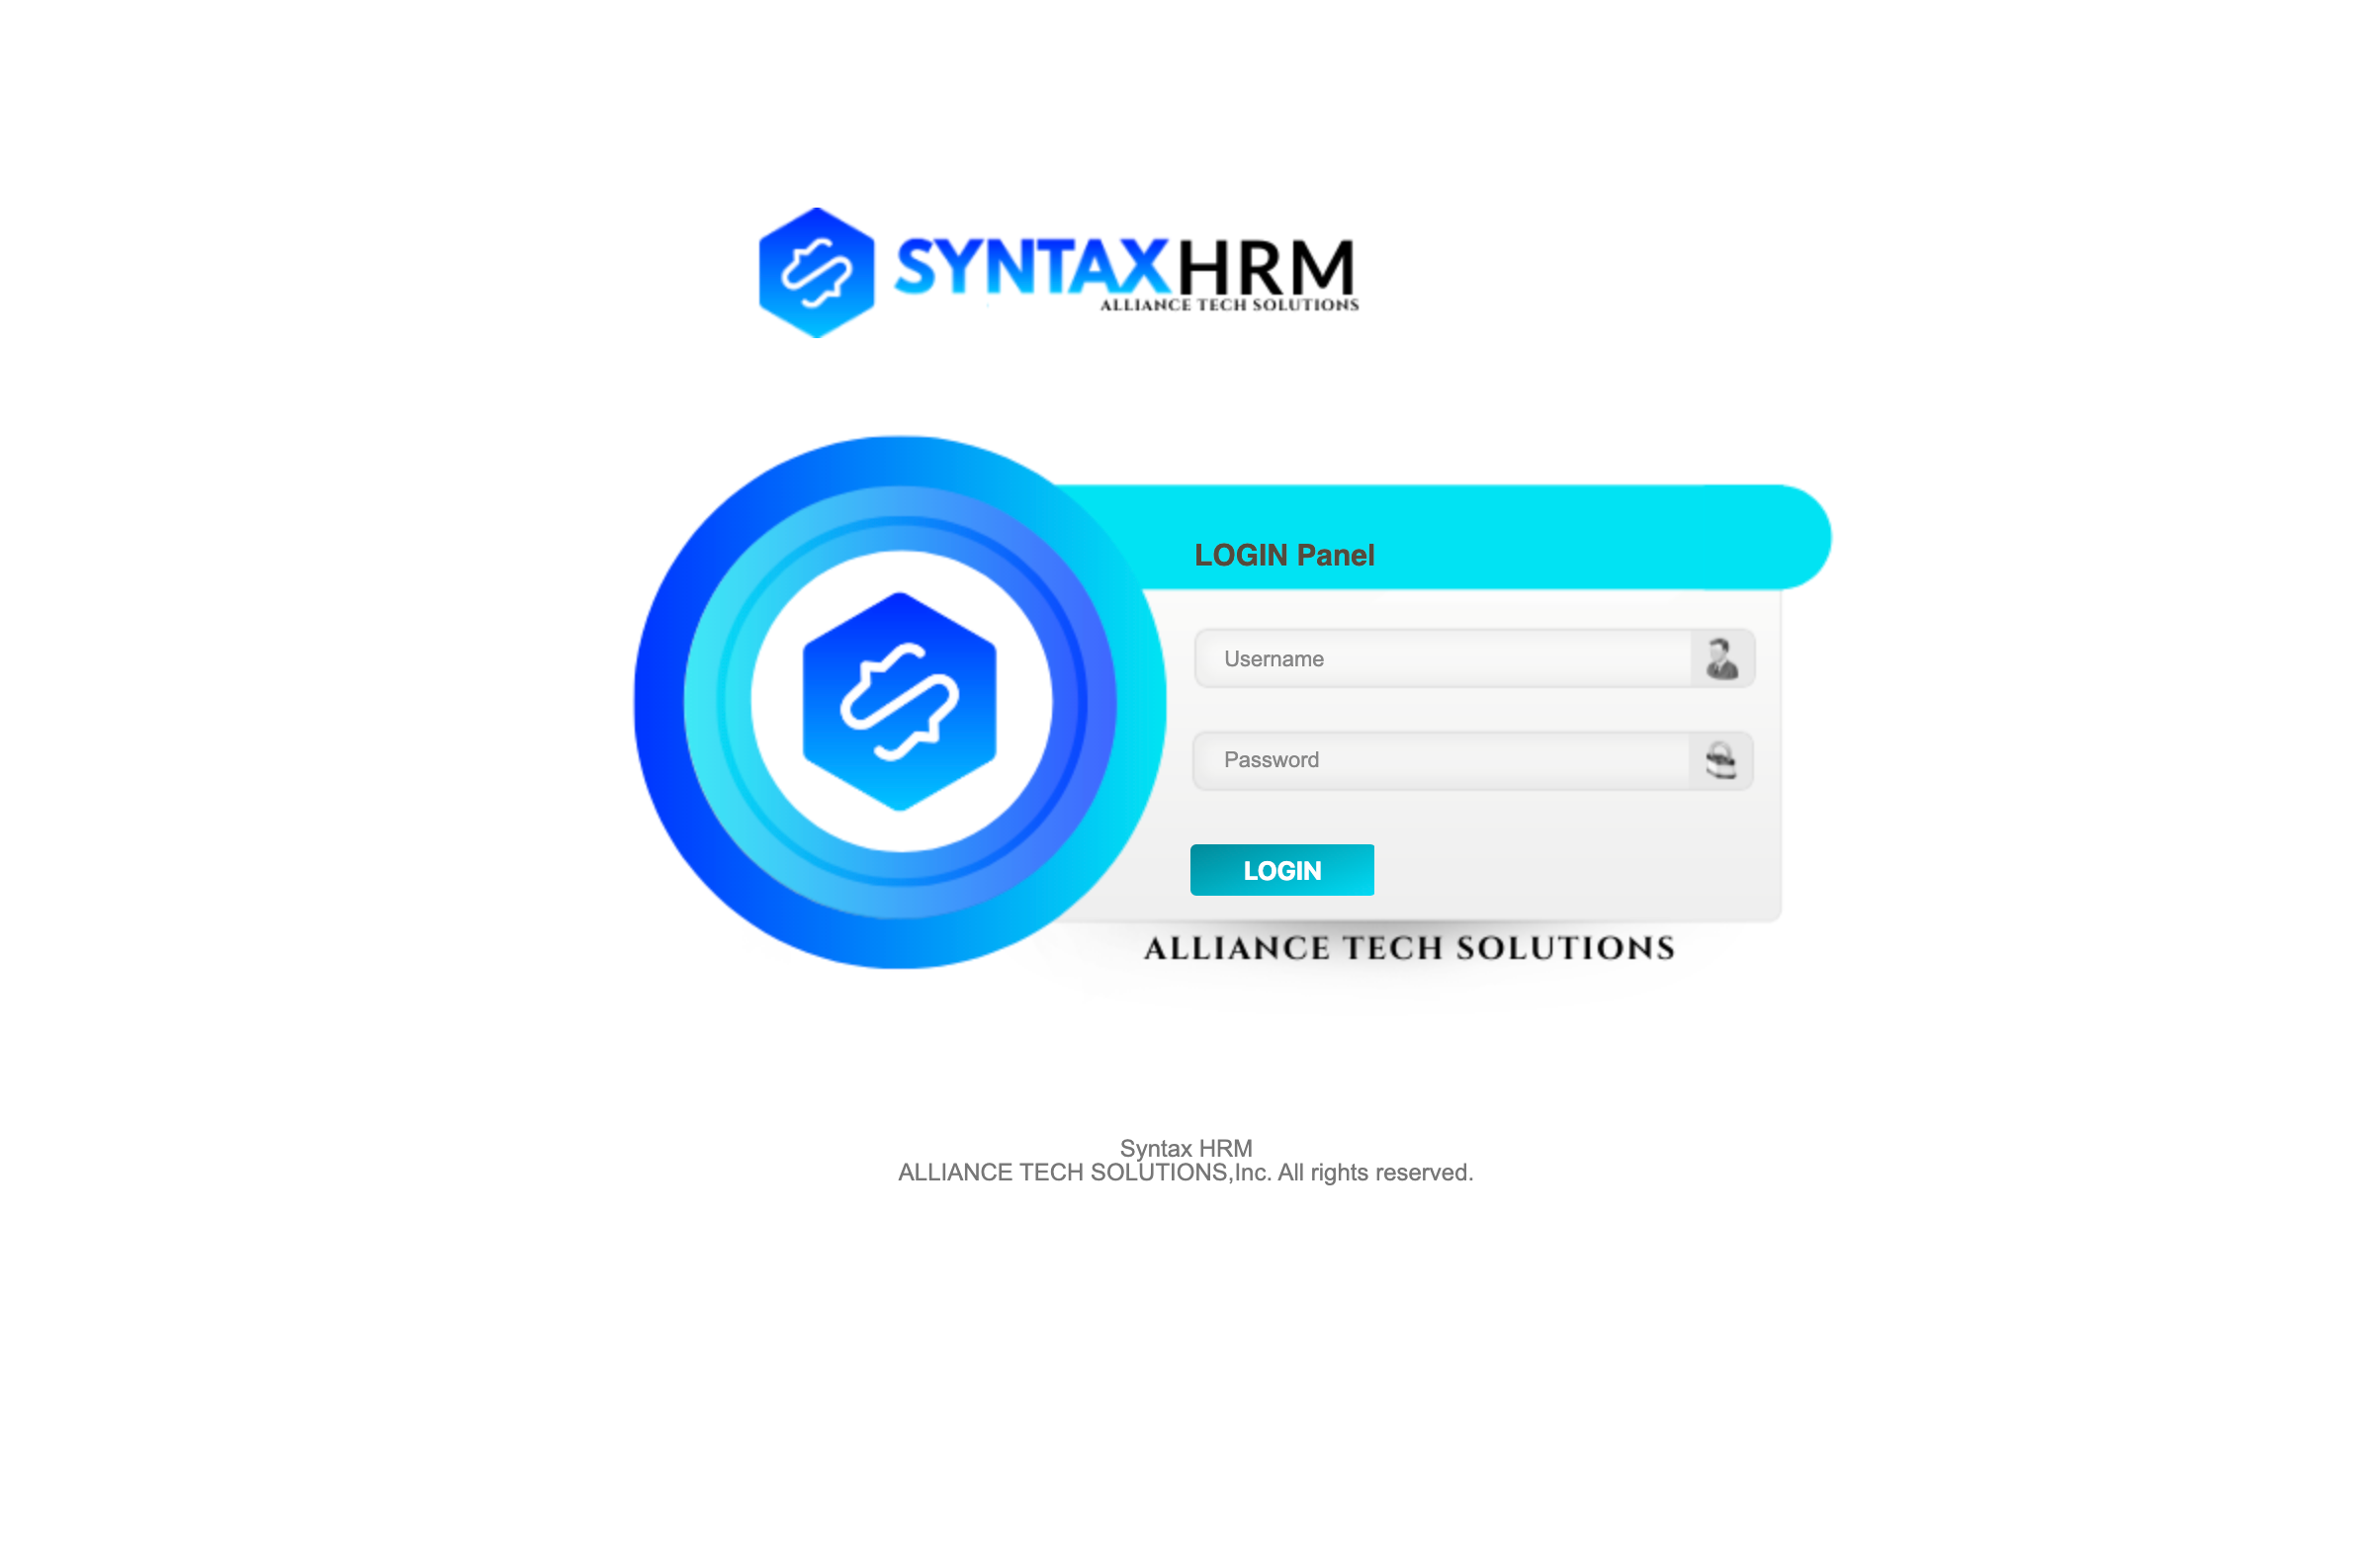 SYNTAXHRM
ALLIANCE TECH SOLUTIONS
LOGIN Panel
Username
Password
LOGIN
ALLIANCE TECH SOLUTIONS
Syntax HRM
ALLIANCE TECH SOLUTIONS,Inc. All rights reserved.